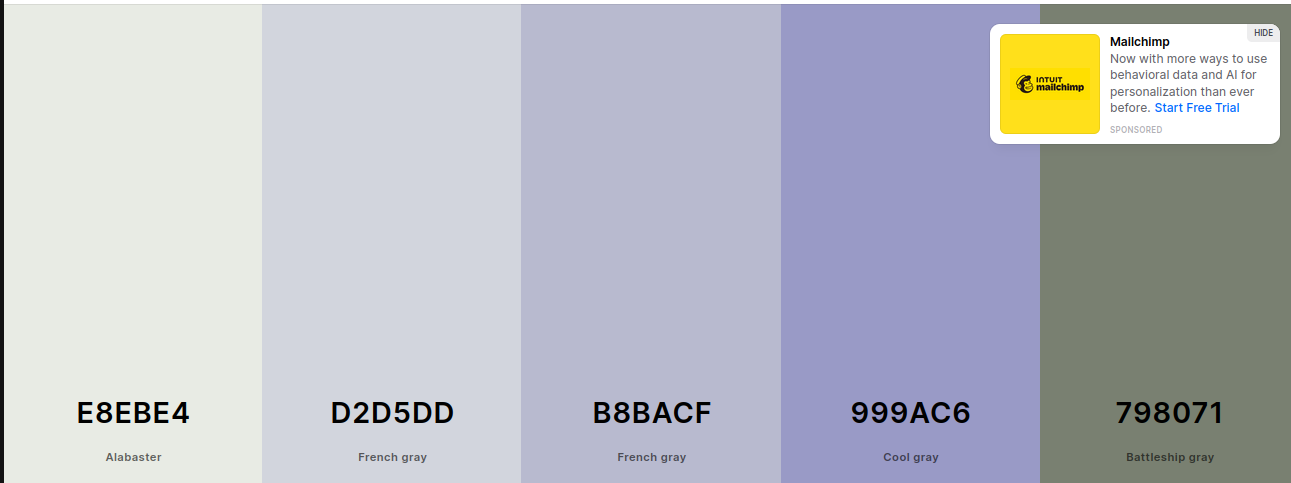 HIDE
Mailchimp
Now with more ways to use
behavioral data and AI for
personalization than ever
before. Start Free Trial
SPONSORED
INTUIT
mailchimp
E8EBE4
D2D5DD
B8BACF
999AC6
798071
Alabaster
French gray
French gray
Cool gray
Battleship gray